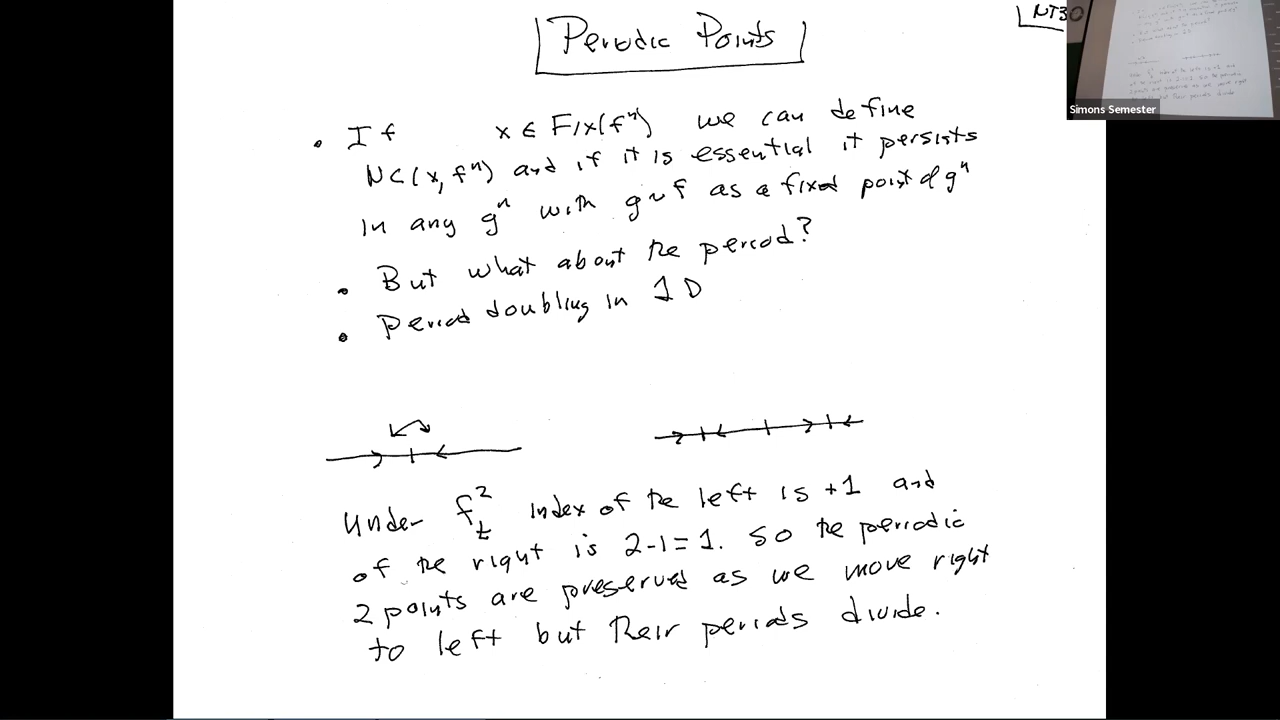 Periodic Points
NT30
Simons Semester
• If x ∈ Fix(fⁿ) we can define
NC(x, fⁿ) and if it is essential it persists
in any gⁿ with g ~ f as a fixed point of gⁿ
• But what about the period?
• Period doubling in 1D
Under f²ₜ index of the left is +1 and
of the right is 2-1=1. So the periodic
2 points are preserved as we move right
to left but their periods divide.